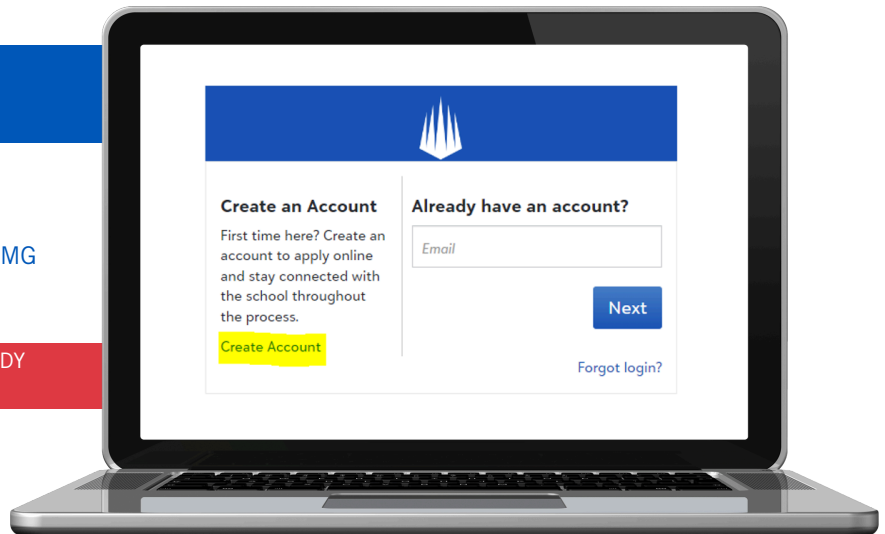 MG
DY
Create an Account
First time here? Create an
account to apply online
and stay connected with
the school throughout
the process.
Create Account
Already have an account?
Email
Next
Forgot login?